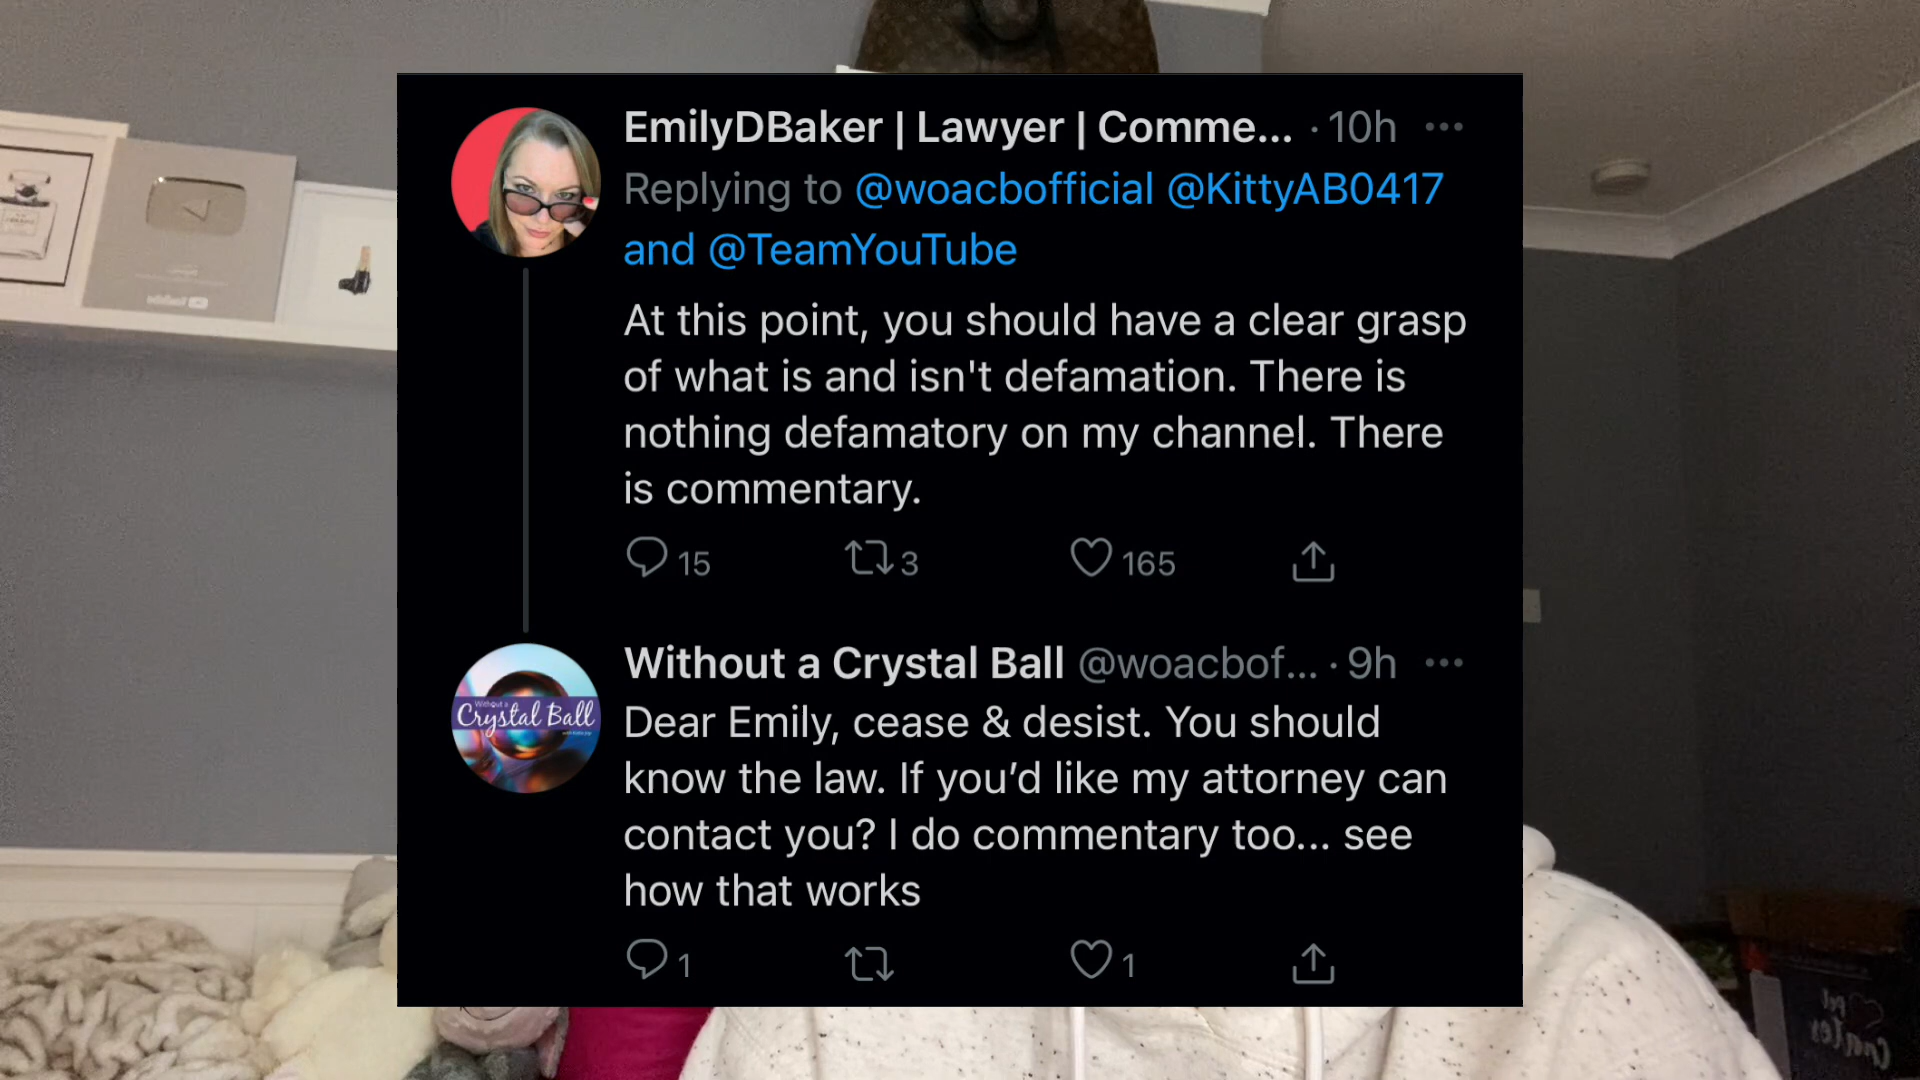 EmilyDBaker | Lawyer | Comme... · 10h
Replying to @woacbofficial @KittyAB0417
and @TeamYouTube
At this point, you should have a clear grasp
of what is and isn't defamation. There is
nothing defamatory on my channel. There
is commentary.
15 3 165
Without a Crystal Ball @woacbof... · 9h
Without a
Crystal Ball
Dear Emily, cease & desist. You should
know the law. If you’d like my attorney can
contact you? I do commentary too... see
how that works
1 1